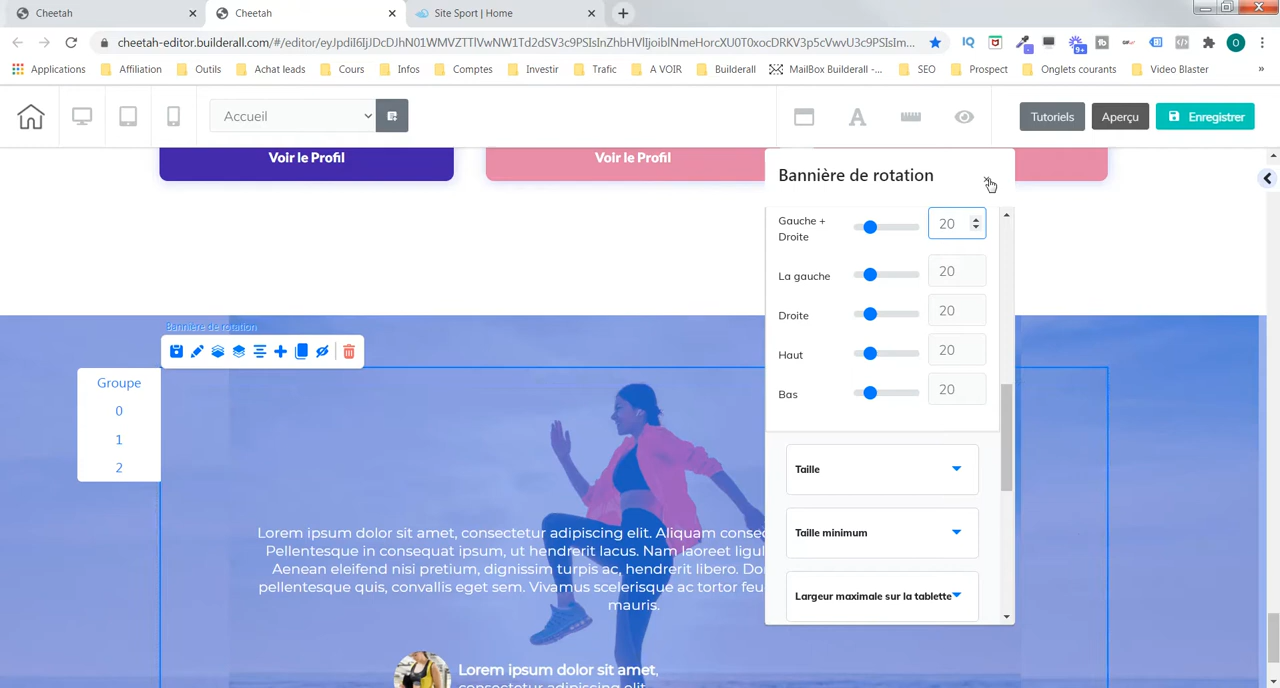 Cheetah
Cheetah
Site Sport | Home
cheetah-editor.builderall.com/#/editor/
Applications
Affiliation
Outils
Achat leads
Cours
Infos
Comptes
Investir
Trafic
A VOIR
Builderall
MailBox Builderall -...
SEO
Prospect
Onglets courants
Video Blaster
»
Accueil
Tutoriels
Aperçu
Enregistrer
Voir le Profil
Voir le Profil
Bannière de rotation
Gauche +
Droite
20
La gauche
20
Droite
20
Haut
20
Bas
20
Taille
Taille minimum
Largeur maximale sur la tablette
Bannière de rotation
Groupe
0
1
2
Lorem ipsum dolor sit amet, consectetur adipiscing elit. Aliquam
Pellentesque in consequat ipsum, ut hendrerit lacus. Nam laoreet
Aenean eleifend nisi pretium, dignissim turpis ac, hendrerit libero.
pellentesque quis, convallis eget sem. Vivamus scelerisque ac tortor
mauris.
Lorem ipsum dolor sit amet,
consectetur adipiscing elit